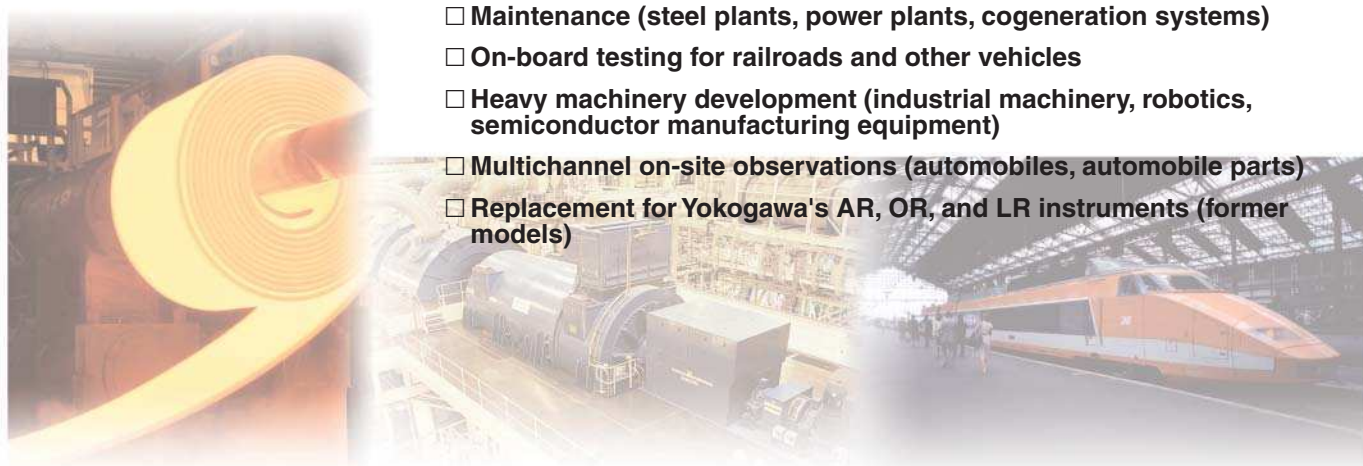 □ Maintenance (steel plants, power plants, cogeneration systems)
□ On-board testing for railroads and other vehicles
□ Heavy machinery development (industrial machinery, robotics,
semiconductor manufacturing equipment)
□ Multichannel on-site observations (automobiles, automobile parts)
□ Replacement for Yokogawa's AR, OR, and LR instruments (former
models)